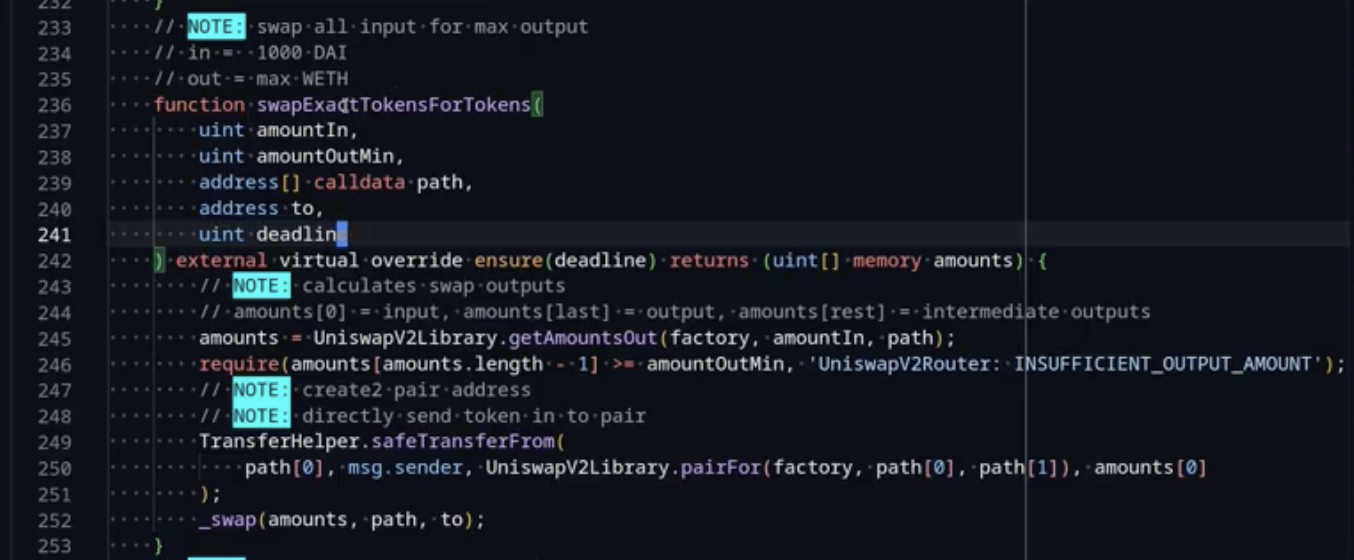 232 }
233 // NOTE: swap all input for max output
234 // in = 1000 DAI
235 // out = max WETH
236 function swapExactTokensForTokens(
237 uint amountIn,
238 uint amountOutMin,
239 address[] calldata path,
240 address to,
241 uint deadline
242 ) external virtual override ensure(deadline) returns (uint[] memory amounts) {
243 // NOTE: calculates swap outputs
244 // amounts[0] = input, amounts[last] = output, amounts[rest] = intermediate outputs
245 amounts = UniswapV2Library.getAmountsOut(factory, amountIn, path);
246 require(amounts[amounts.length - 1] >= amountOutMin, 'UniswapV2Router: INSUFFICIENT_OUTPUT_AMOUNT');
247 // NOTE: create2 pair address
248 // NOTE: directly send token in to pair
249 TransferHelper.safeTransferFrom(
250 path[0], msg.sender, UniswapV2Library.pairFor(factory, path[0], path[1]), amounts[0]
251 );
252 _swap(amounts, path, to);
253 }